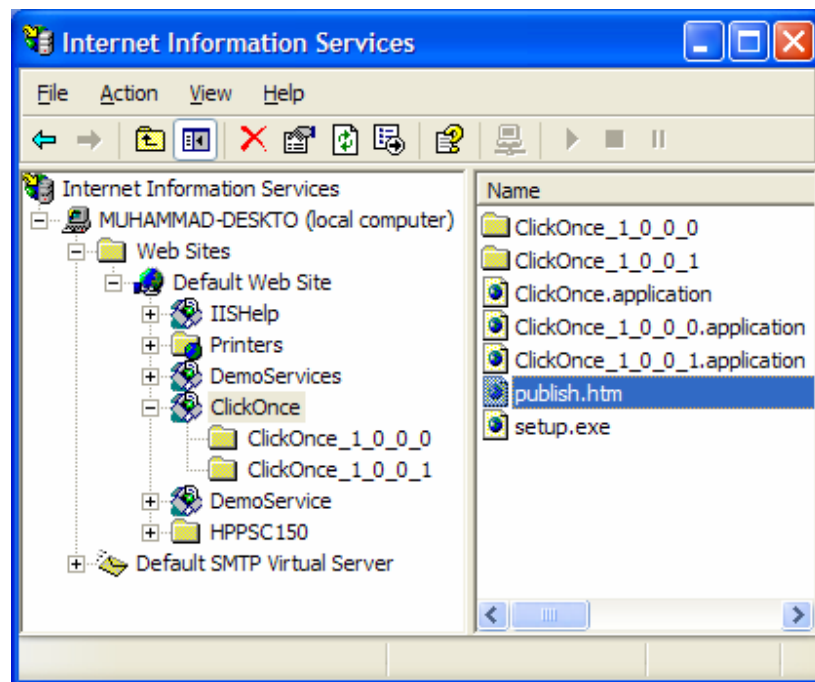 Internet Information Services
File Action View Help
Internet Information Services
MUHAMMAD-DESKTO (local computer)
Web Sites
Default Web Site
IISHelp
Printers
DemoServices
ClickOnce
ClickOnce_1_0_0_0
ClickOnce_1_0_0_1
DemoService
HPPSC150
Default SMTP Virtual Server
Name
ClickOnce_1_0_0_0
ClickOnce_1_0_0_1
ClickOnce.application
ClickOnce_1_0_0_0.application
ClickOnce_1_0_0_1.application
publish.htm
setup.exe